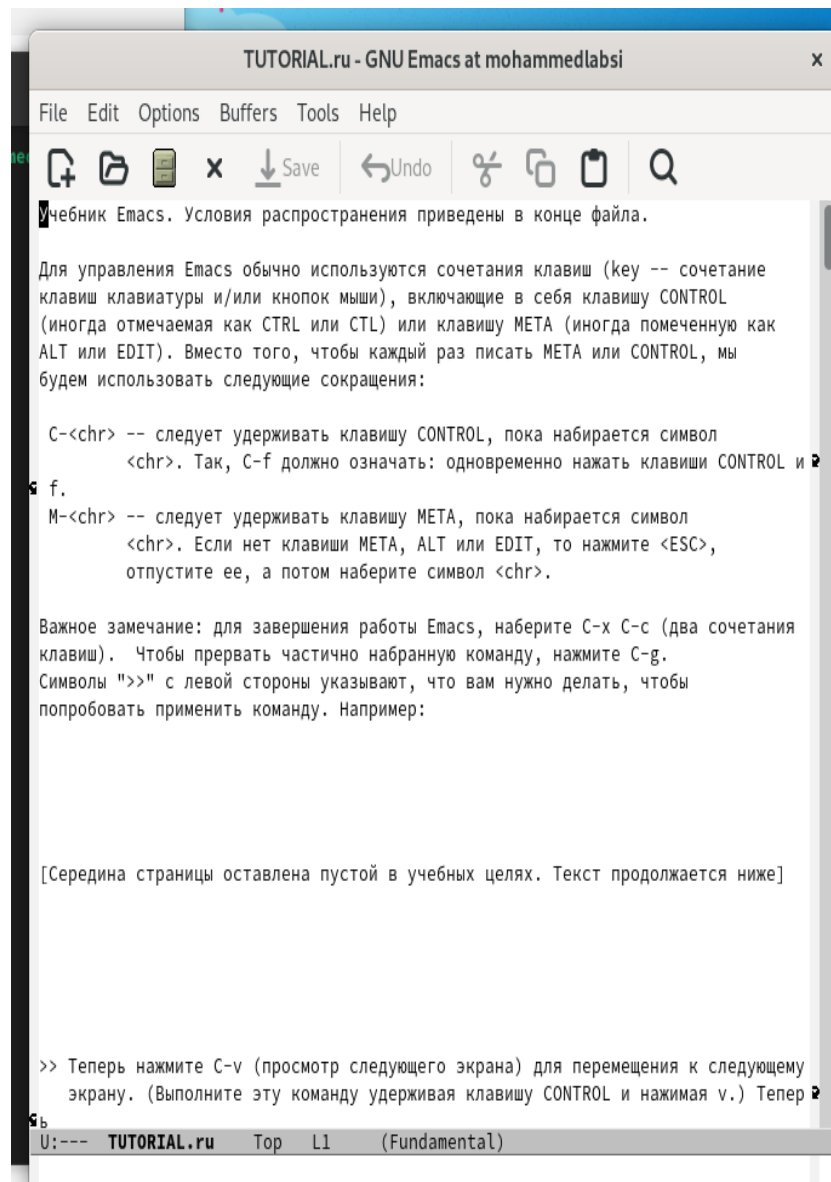 TUTORIAL.ru - GNU Emacs at mohammedlabsi
File Edit Options Buffers Tools Help
Save Undo
Учебник Emacs. Условия распространения приведены в конце файла.
Для управления Emacs обычно используются сочетания клавиш (key -- сочетание
клавиш клавиатуры и/или кнопок мыши), включающие в себя клавишу CONTROL
(иногда отмечаемая как CTRL или CTL) или клавишу META (иногда помеченную как
ALT или EDIT). Вместо того, чтобы каждый раз писать META или CONTROL, мы
будем использовать следующие сокращения:
C-<chr> -- следует удерживать клавишу CONTROL, пока набирается символ
<chr>. Так, C-f должно означать: одновременно нажать клавиши CONTROL и
f.
M-<chr> -- следует удерживать клавишу META, пока набирается символ
<chr>. Если нет клавиши META, ALT или EDIT, то нажмите <ESC>,
отпустите ее, а потом наберите символ <chr>.
Важное замечание: для завершения работы Emacs, наберите C-x C-c (два сочетания
клавиш).  Чтобы прервать частично набранную команду, нажмите C-g.
Символы ">>" с левой стороны указывают, что вам нужно делать, чтобы
попробовать применить команду. Например:
[Середина страницы оставлена пустой в учебных целях. Текст продолжается ниже]
>> Теперь нажмите C-v (просмотр следующего экрана) для перемещения к следующему
экрану. (Выполните эту команду удерживая клавишу CONTROL и нажимая v.) Тепер
ь
U:--- TUTORIAL.ru Top L1 (Fundamental)